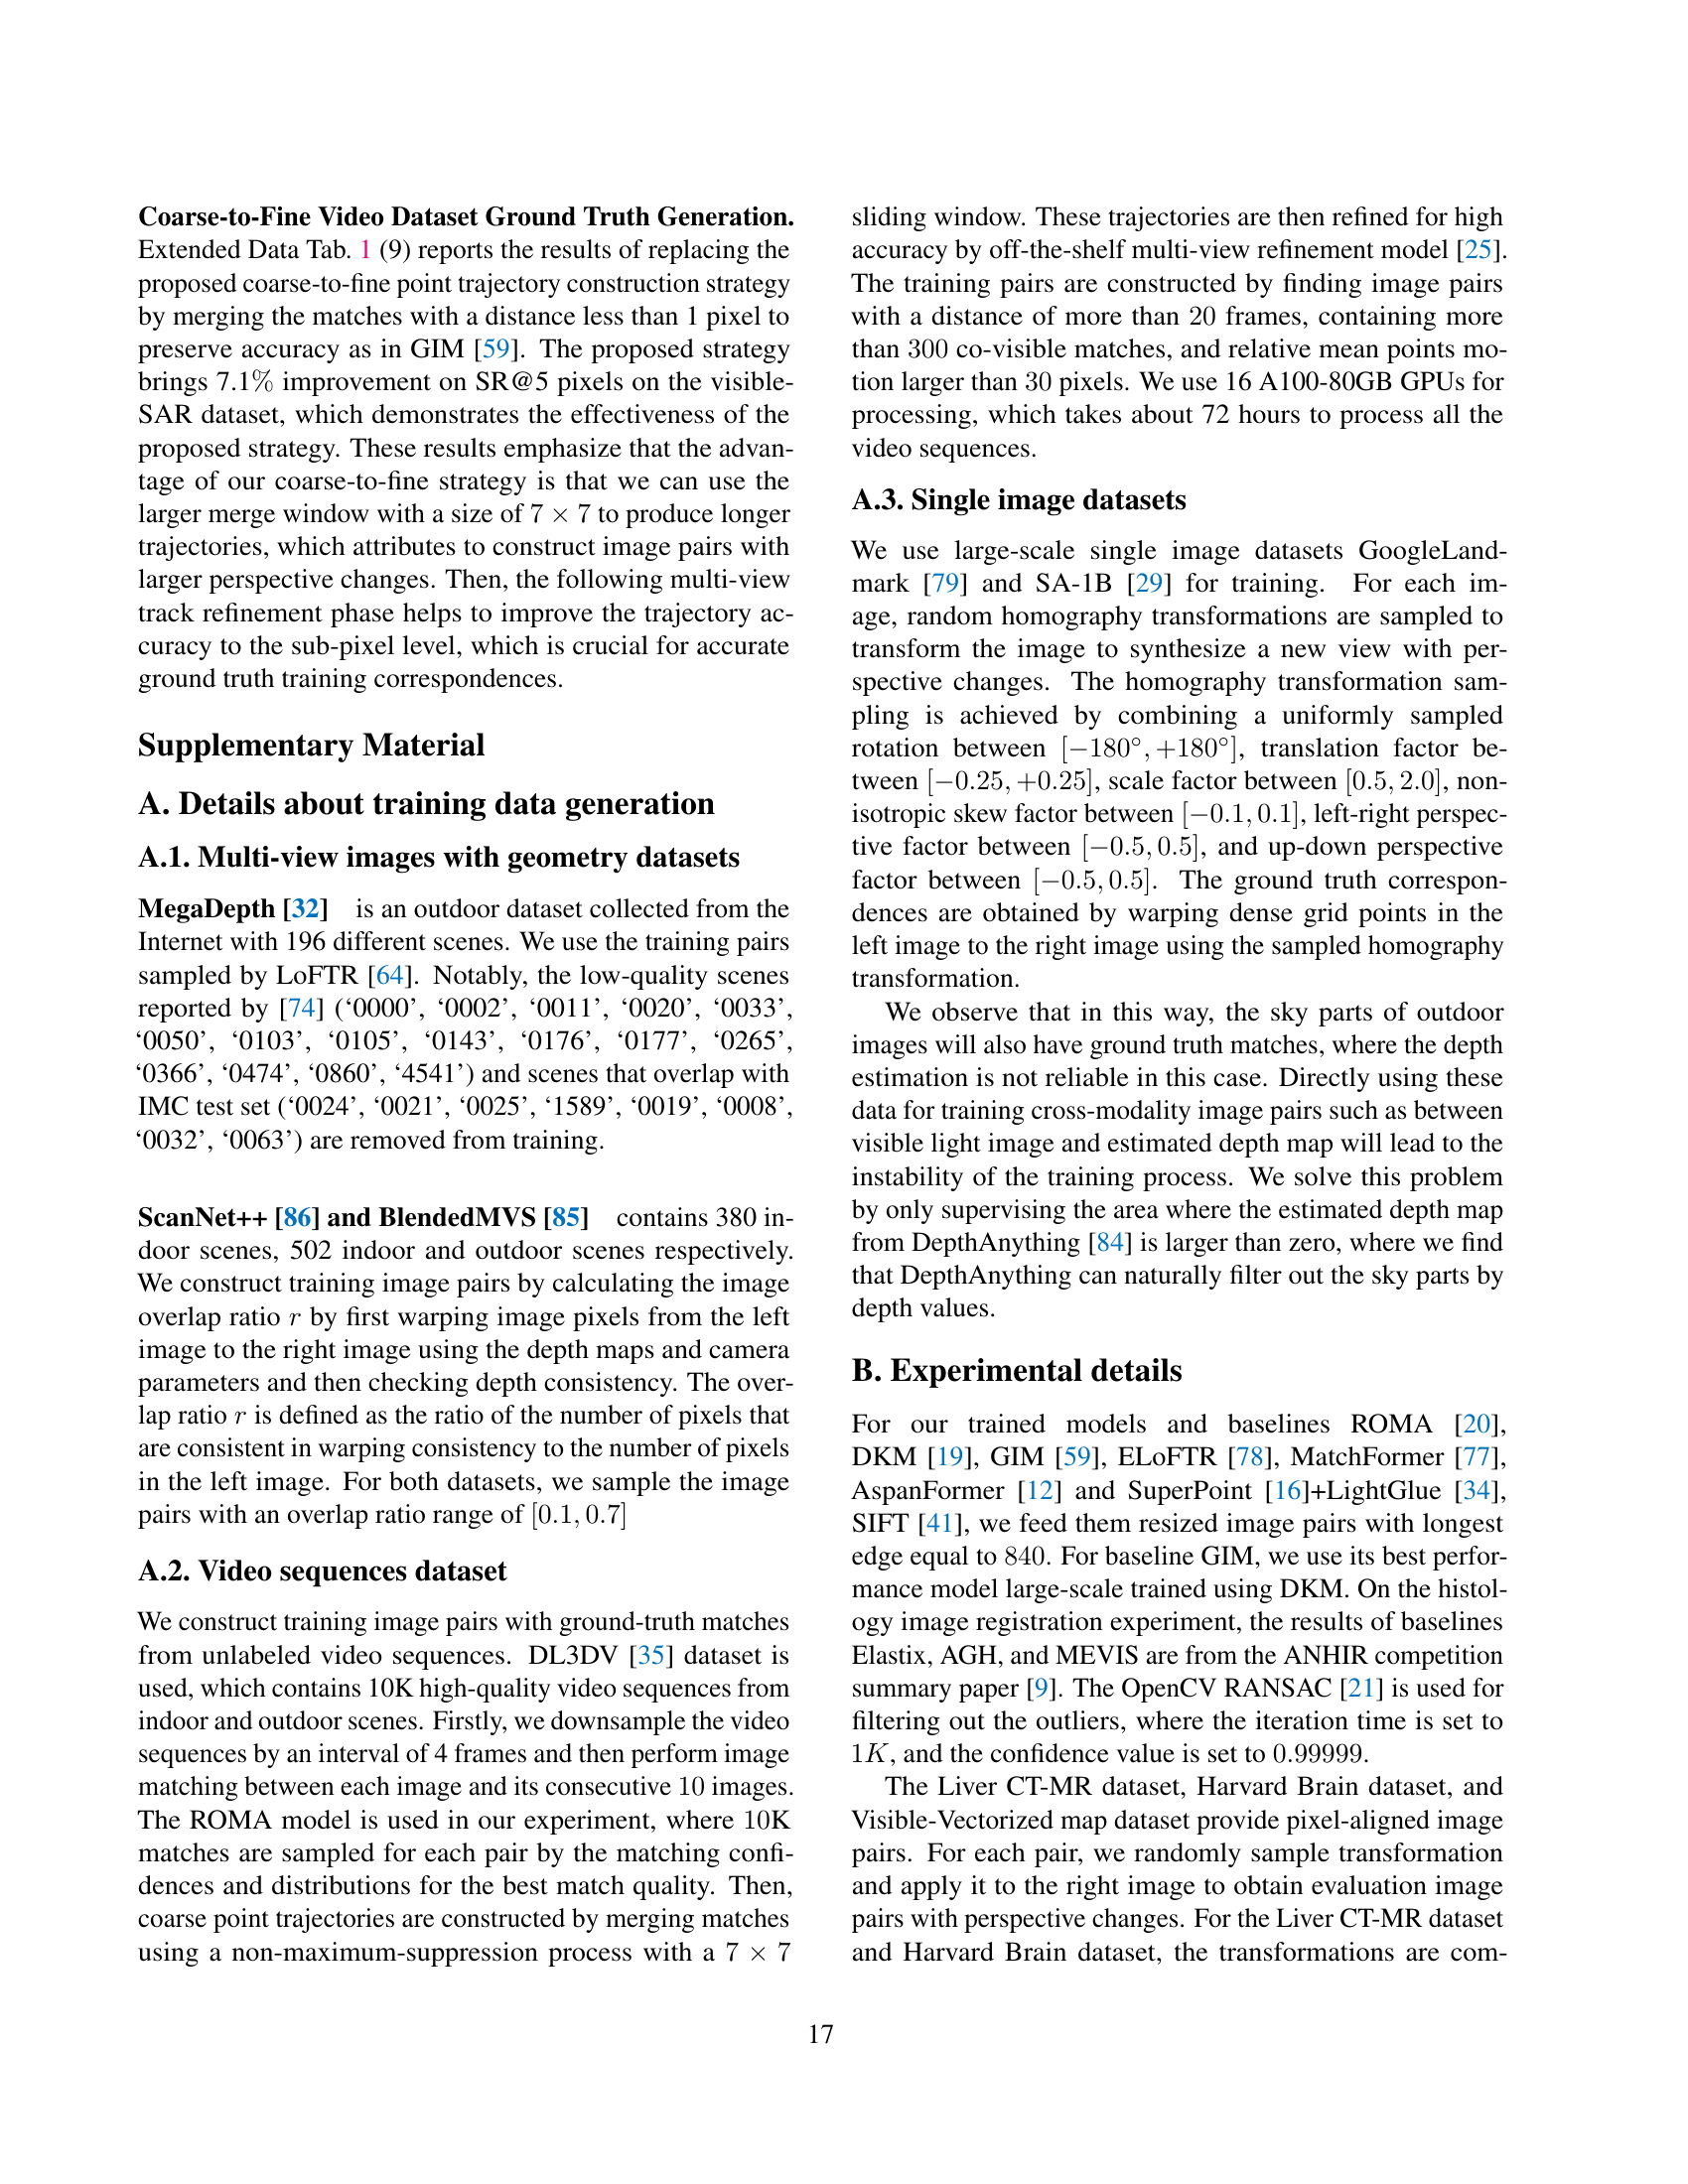 Coarse-to-Fine Video Dataset Ground Truth Generation.
Extended Data Tab. 1 (9) reports the results of replacing the
proposed coarse-to-fine point trajectory construction strategy
by merging the matches with a distance less than 1 pixel to
preserve accuracy as in GIM [59]. The proposed strategy
brings 7.1% improvement on SR@5 pixels on the visible-
SAR dataset, which demonstrates the effectiveness of the
proposed strategy. These results emphasize that the advan-
tage of our coarse-to-fine strategy is that we can use the
larger merge window with a size of 7 × 7 to produce longer
trajectories, which attributes to construct image pairs with
larger perspective changes. Then, the following multi-view
track refinement phase helps to improve the trajectory ac-
curacy to the sub-pixel level, which is crucial for accurate
ground truth training correspondences.
Supplementary Material
A. Details about training data generation
A.1. Multi-view images with geometry datasets
MegaDepth [32] is an outdoor dataset collected from the
Internet with 196 different scenes. We use the training pairs
sampled by LoFTR [64]. Notably, the low-quality scenes
reported by [74] (‘0000’, ‘0002’, ‘0011’, ‘0020’, ‘0033’,
‘0050’, ‘0103’, ‘0105’, ‘0143’, ‘0176’, ‘0177’, ‘0265’,
‘0366’, ‘0474’, ‘0860’, ‘4541’) and scenes that overlap with
IMC test set (‘0024’, ‘0021’, ‘0025’, ‘1589’, ‘0019’, ‘0008’,
‘0032’, ‘0063’) are removed from training.
ScanNet++ [86] and BlendedMVS [85] contains 380 in-
door scenes, 502 indoor and outdoor scenes respectively.
We construct training image pairs by calculating the image
overlap ratio r by first warping image pixels from the left
image to the right image using the depth maps and camera
parameters and then checking depth consistency. The over-
lap ratio r is defined as the ratio of the number of pixels that
are consistent in warping consistency to the number of pixels
in the left image. For both datasets, we sample the image
pairs with an overlap ratio range of [0.1, 0.7]
A.2. Video sequences dataset
We construct training image pairs with ground-truth matches
from unlabeled video sequences. DL3DV [35] dataset is
used, which contains 10K high-quality video sequences from
indoor and outdoor scenes. Firstly, we downsample the video
sequences by an interval of 4 frames and then perform image
matching between each image and its consecutive 10 images.
The ROMA model is used in our experiment, where 10K
matches are sampled for each pair by the matching confi-
dences and distributions for the best match quality. Then,
coarse point trajectories are constructed by merging matches
using a non-maximum-suppression process with a 7 × 7
sliding window. These trajectories are then refined for high
accuracy by off-the-shelf multi-view refinement model [25].
The training pairs are constructed by finding image pairs
with a distance of more than 20 frames, containing more
than 300 co-visible matches, and relative mean points mo-
tion larger than 30 pixels. We use 16 A100-80GB GPUs for
processing, which takes about 72 hours to process all the
video sequences.
A.3. Single image datasets
We use large-scale single image datasets GoogleLand-
mark [79] and SA-1B [29] for training. For each im-
age, random homography transformations are sampled to
transform the image to synthesize a new view with per-
spective changes. The homography transformation sam-
pling is achieved by combining a uniformly sampled
rotation between [−180°, +180°], translation factor be-
tween [−0.25, +0.25], scale factor between [0.5, 2.0], non-
isotropic skew factor between [−0.1, 0.1], left-right perspec-
tive factor between [−0.5, 0.5], and up-down perspective
factor between [−0.5, 0.5]. The ground truth correspon-
dences are obtained by warping dense grid points in the
left image to the right image using the sampled homography
transformation.
We observe that in this way, the sky parts of outdoor
images will also have ground truth matches, where the depth
estimation is not reliable in this case. Directly using these
data for training cross-modality image pairs such as between
visible light image and estimated depth map will lead to the
instability of the training process. We solve this problem
by only supervising the area where the estimated depth map
from DepthAnything [84] is larger than zero, where we find
that DepthAnything can naturally filter out the sky parts by
depth values.
B. Experimental details
For our trained models and baselines ROMA [20],
DKM [19], GIM [59], ELoFTR [78], MatchFormer [77],
AspanFormer [12] and SuperPoint [16]+LightGlue [34],
SIFT [41], we feed them resized image pairs with longest
edge equal to 840. For baseline GIM, we use its best perfor-
mance model large-scale trained using DKM. On the histol-
ogy image registration experiment, the results of baselines
Elastix, AGH, and MEVIS are from the ANHIR competition
summary paper [9]. The OpenCV RANSAC [21] is used for
filtering out the outliers, where the iteration time is set to
1K, and the confidence value is set to 0.99999.
The Liver CT-MR dataset, Harvard Brain dataset, and
Visible-Vectorized map dataset provide pixel-aligned image
pairs. For each pair, we randomly sample transformation
and apply it to the right image to obtain evaluation image
pairs with perspective changes. For the Liver CT-MR dataset
and Harvard Brain dataset, the transformations are com-
17